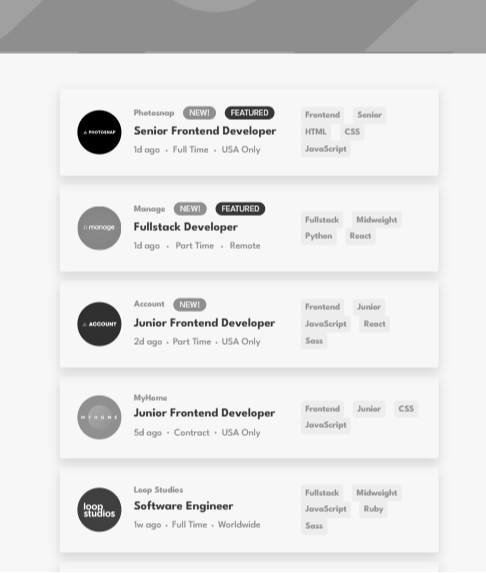 Photosnap NEW! FEATURED
Senior Frontend Developer
1d ago • Full Time • USA Only
PHOTOSNAP
Frontend Senior
HTML CSS
JavaScript
Manage NEW! FEATURED
Fullstack Developer
1d ago • Part Time • Remote
manage
Fullstack Midweight
Python React
Account NEW!
Junior Frontend Developer
2d ago • Part Time • USA Only
ACCOUNT
Frontend Junior
JavaScript React
Sass
MyHome
Junior Frontend Developer
5d ago • Contract • USA Only
MYHOME
Frontend Junior CSS
JavaScript
Loop Studios
Software Engineer
1w ago • Full Time • Worldwide
loop
studios
Fullstack Midweight
JavaScript Ruby
Sass